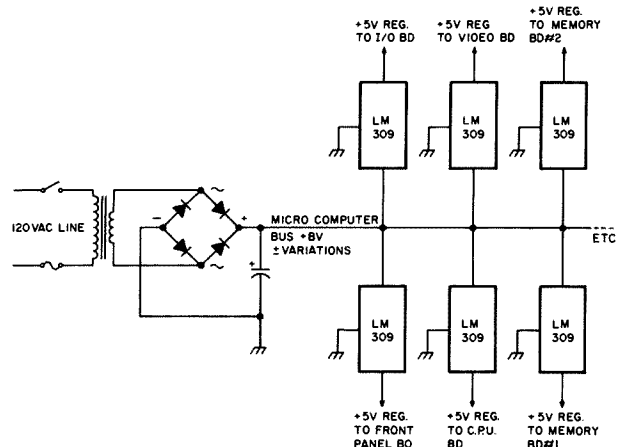 +5V REG.
TO I/O BD
+5V REG
TO VIDEO BD
+5V REG.
TO MEMORY
BD#2
LM
309
LM
309
LM
309
120VAC LINE
~
–
+
~
+
MICRO COMPUTER
BUS +8V
±VARIATIONS
ETC
LM
309
LM
309
LM
309
+5V REG.
TO FRONT
PANEL BD
+5V REG.
TO C.P.U.
BD
+5V REG.
TO MEMORY
BD#1